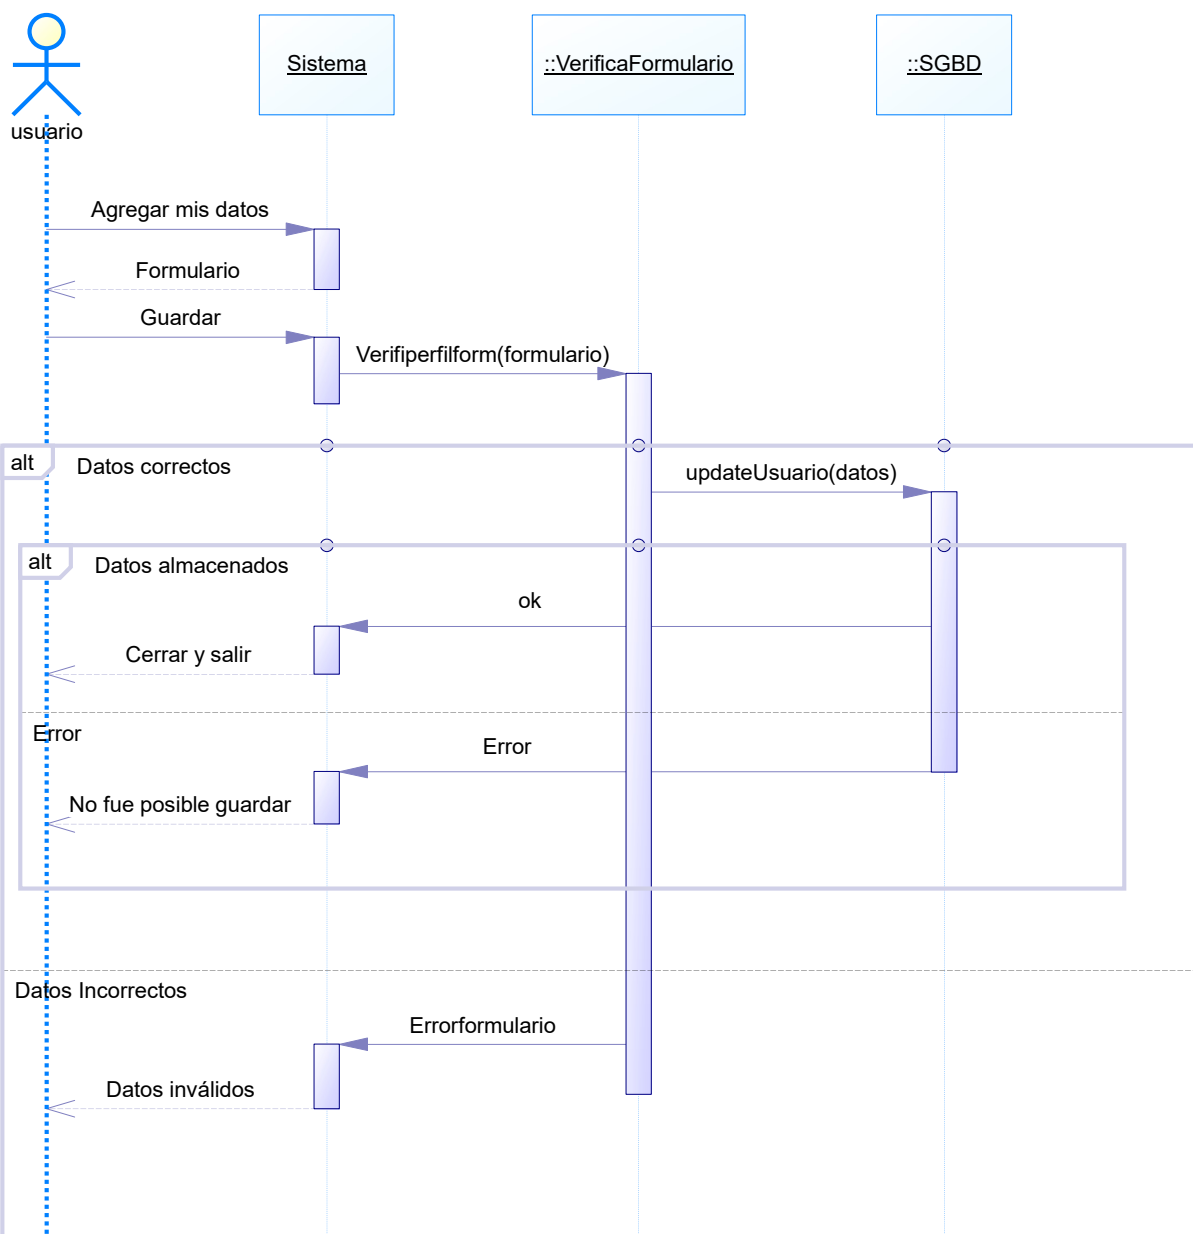 usuario
Sistema
::VerificaFormulario
::SGBD
Agregar mis datos
Formulario
Guardar
Verifiperfilform(formulario)
alt
Datos correctos
updateUsuario(datos)
alt
Datos almacenados
ok
Cerrar y salir
Error
Error
No fue posible guardar
Datos Incorrectos
Errorformulario
Datos inválidos